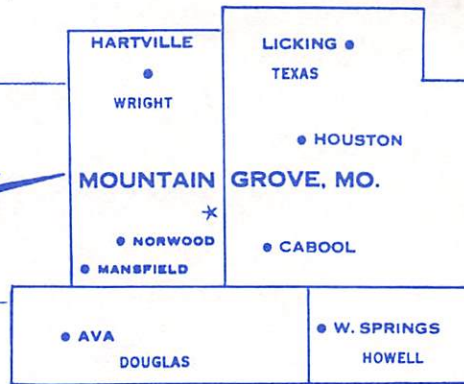 HARTVILLE
LICKING
TEXAS
WRIGHT
HOUSTON
MOUNTAIN GROVE, MO.
NORWOOD
CABOOL
MANSFIELD
AVA
W. SPRINGS
DOUGLAS
HOWELL